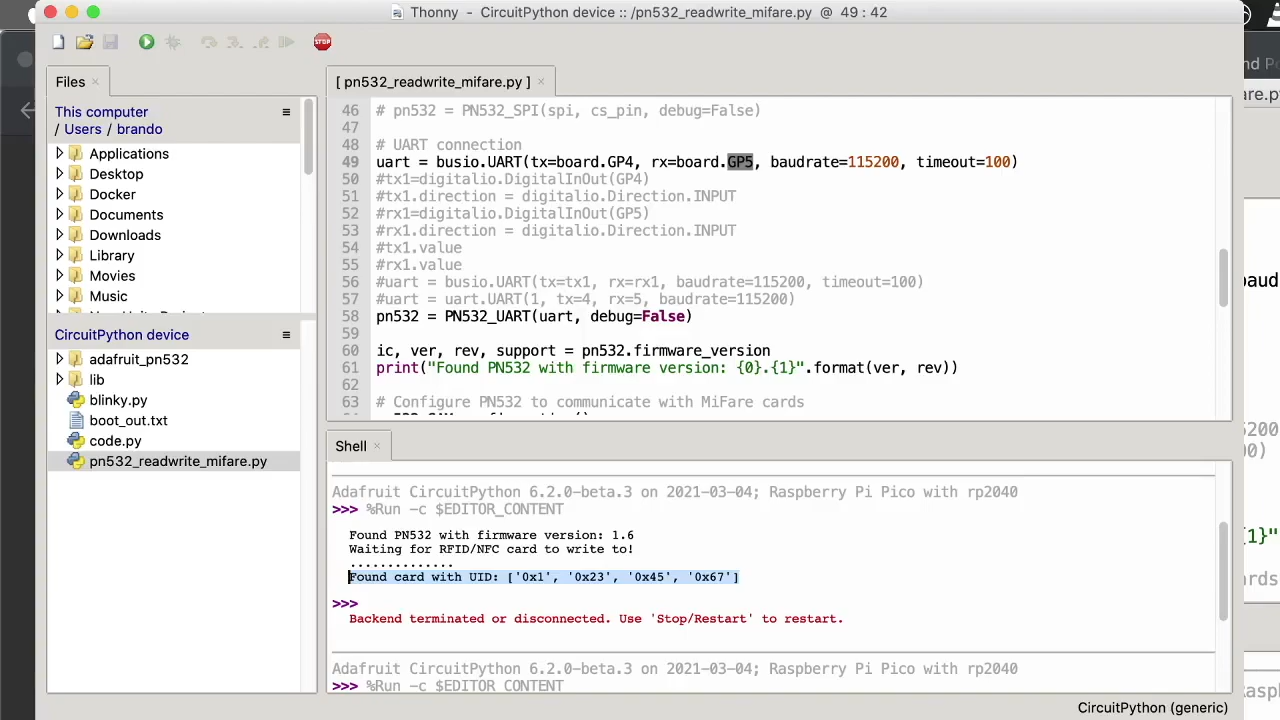 Thonny - CircuitPython device :: /pn532_readwrite_mifare.py @ 49 : 42
STOP
Files ×
[ pn532_readwrite_mifare.py ] ×
This computer
/ Users / brando
Applications
Desktop
Docker
Documents
Downloads
Library
Movies
Music
CircuitPython device
adafruit_pn532
lib
blinky.py
boot_out.txt
code.py
pn532_readwrite_mifare.py
46 # pn532 = PN532_SPI(spi, cs_pin, debug=False)
47
48 # UART connection
49 uart = busio.UART(tx=board.GP4, rx=board.GP5, baudrate=115200, timeout=100)
50 #tx1=digitalio.DigitalInOut(GP4)
51 #tx1.direction = digitalio.Direction.INPUT
52 #rx1=digitalio.DigitalInOut(GP5)
53 #rx1.direction = digitalio.Direction.INPUT
54 #tx1.value
55 #rx1.value
56 #uart = busio.UART(tx=tx1, rx=rx1, baudrate=115200, timeout=100)
57 #uart = uart.UART(1, tx=4, rx=5, baudrate=115200)
58 pn532 = PN532_UART(uart, debug=False)
59
60 ic, ver, rev, support = pn532.firmware_version
61 print("Found PN532 with firmware version: {0}.{1}".format(ver, rev))
62
63 # Configure PN532 to communicate with MiFare cards
Shell ×
Adafruit CircuitPython 6.2.0-beta.3 on 2021-03-04; Raspberry Pi Pico with rp2040
>>> %Run -c $EDITOR_CONTENT
Found PN532 with firmware version: 1.6
Waiting for RFID/NFC card to write to!
..............
Found card with UID: ['0x1', '0x23', '0x45', '0x67']
>>>
Backend terminated or disconnected. Use 'Stop/Restart' to restart.
Adafruit CircuitPython 6.2.0-beta.3 on 2021-03-04; Raspberry Pi Pico with rp2040
>>> %Run -c $EDITOR_CONTENT
CircuitPython (generic)